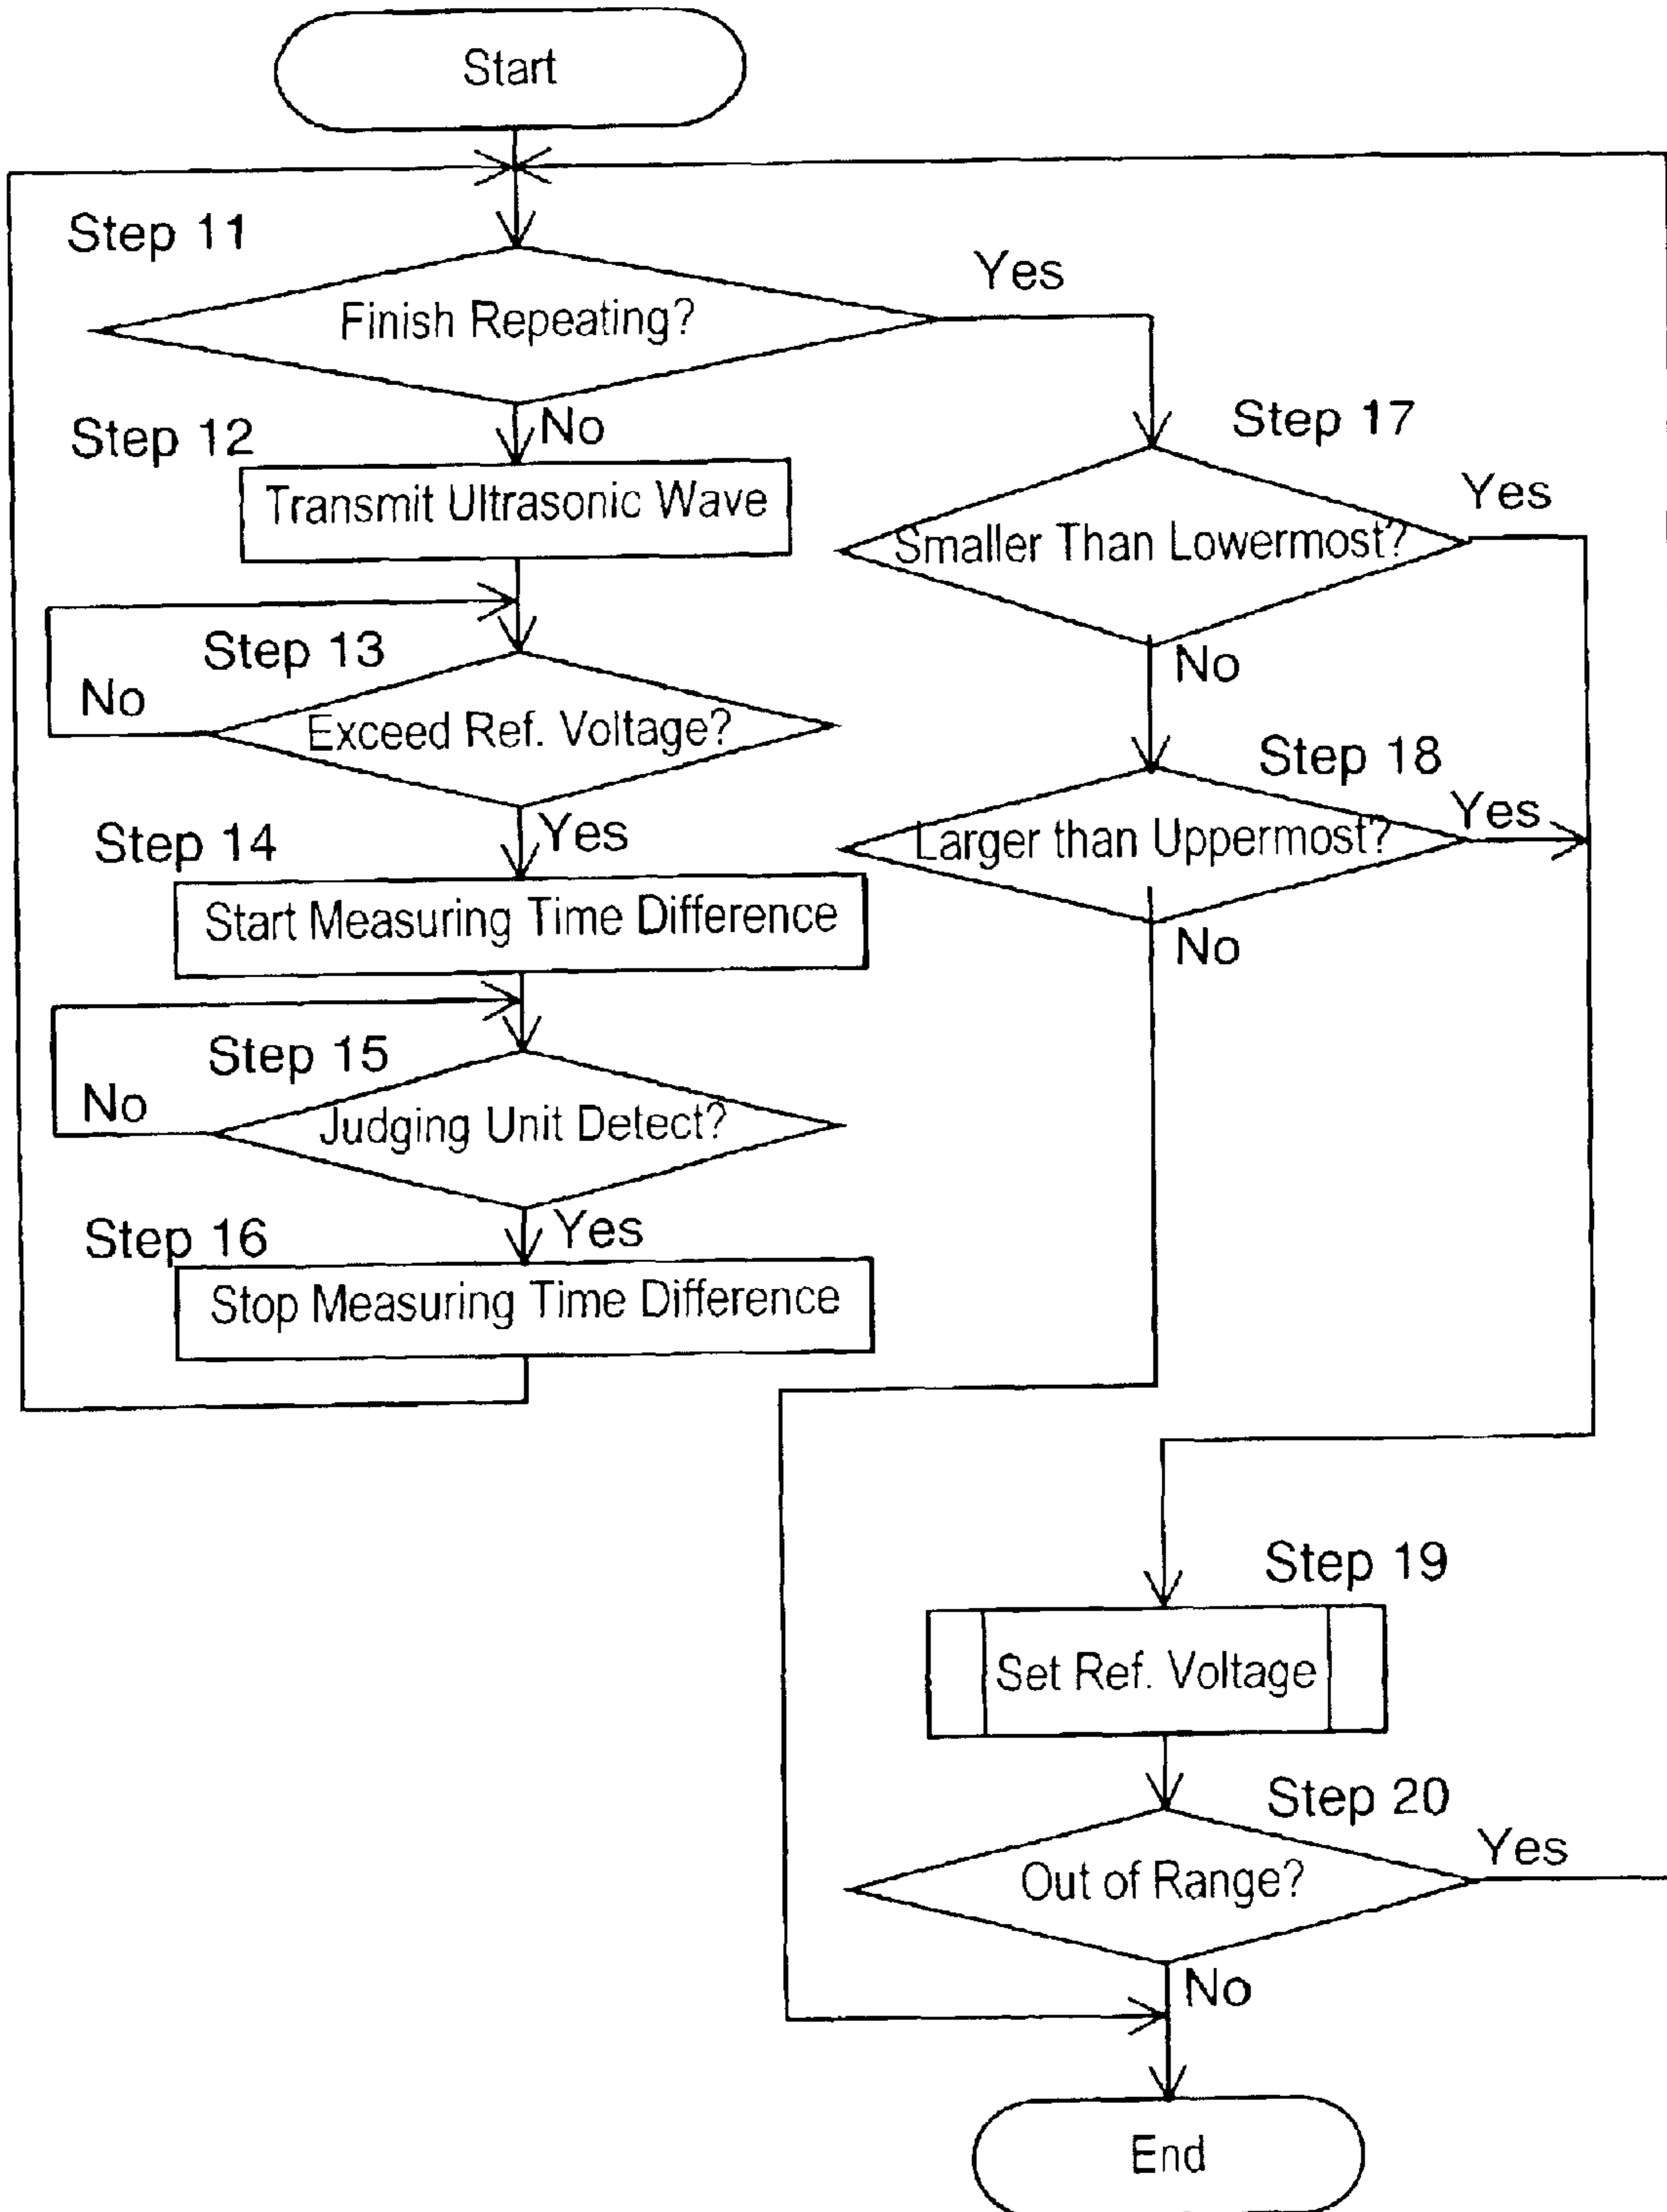 Start
Step 11
Yes
Finish Repeating?
No
Step 12
Transmit Ultrasonic Wave
Step 13
No
Exceed Ref. Voltage?
Yes
Step 14
Start Measuring Time Difference
Step 15
No
Judging Unit Detect?
Yes
Step 16
Stop Measuring Time Difference
Step 17
Yes
Smaller Than Lowermost?
No
Step 18
Yes
Larger than Uppermost?
No
Step 19
Set Ref. Voltage
Step 20
Yes
Out of Range?
No
End